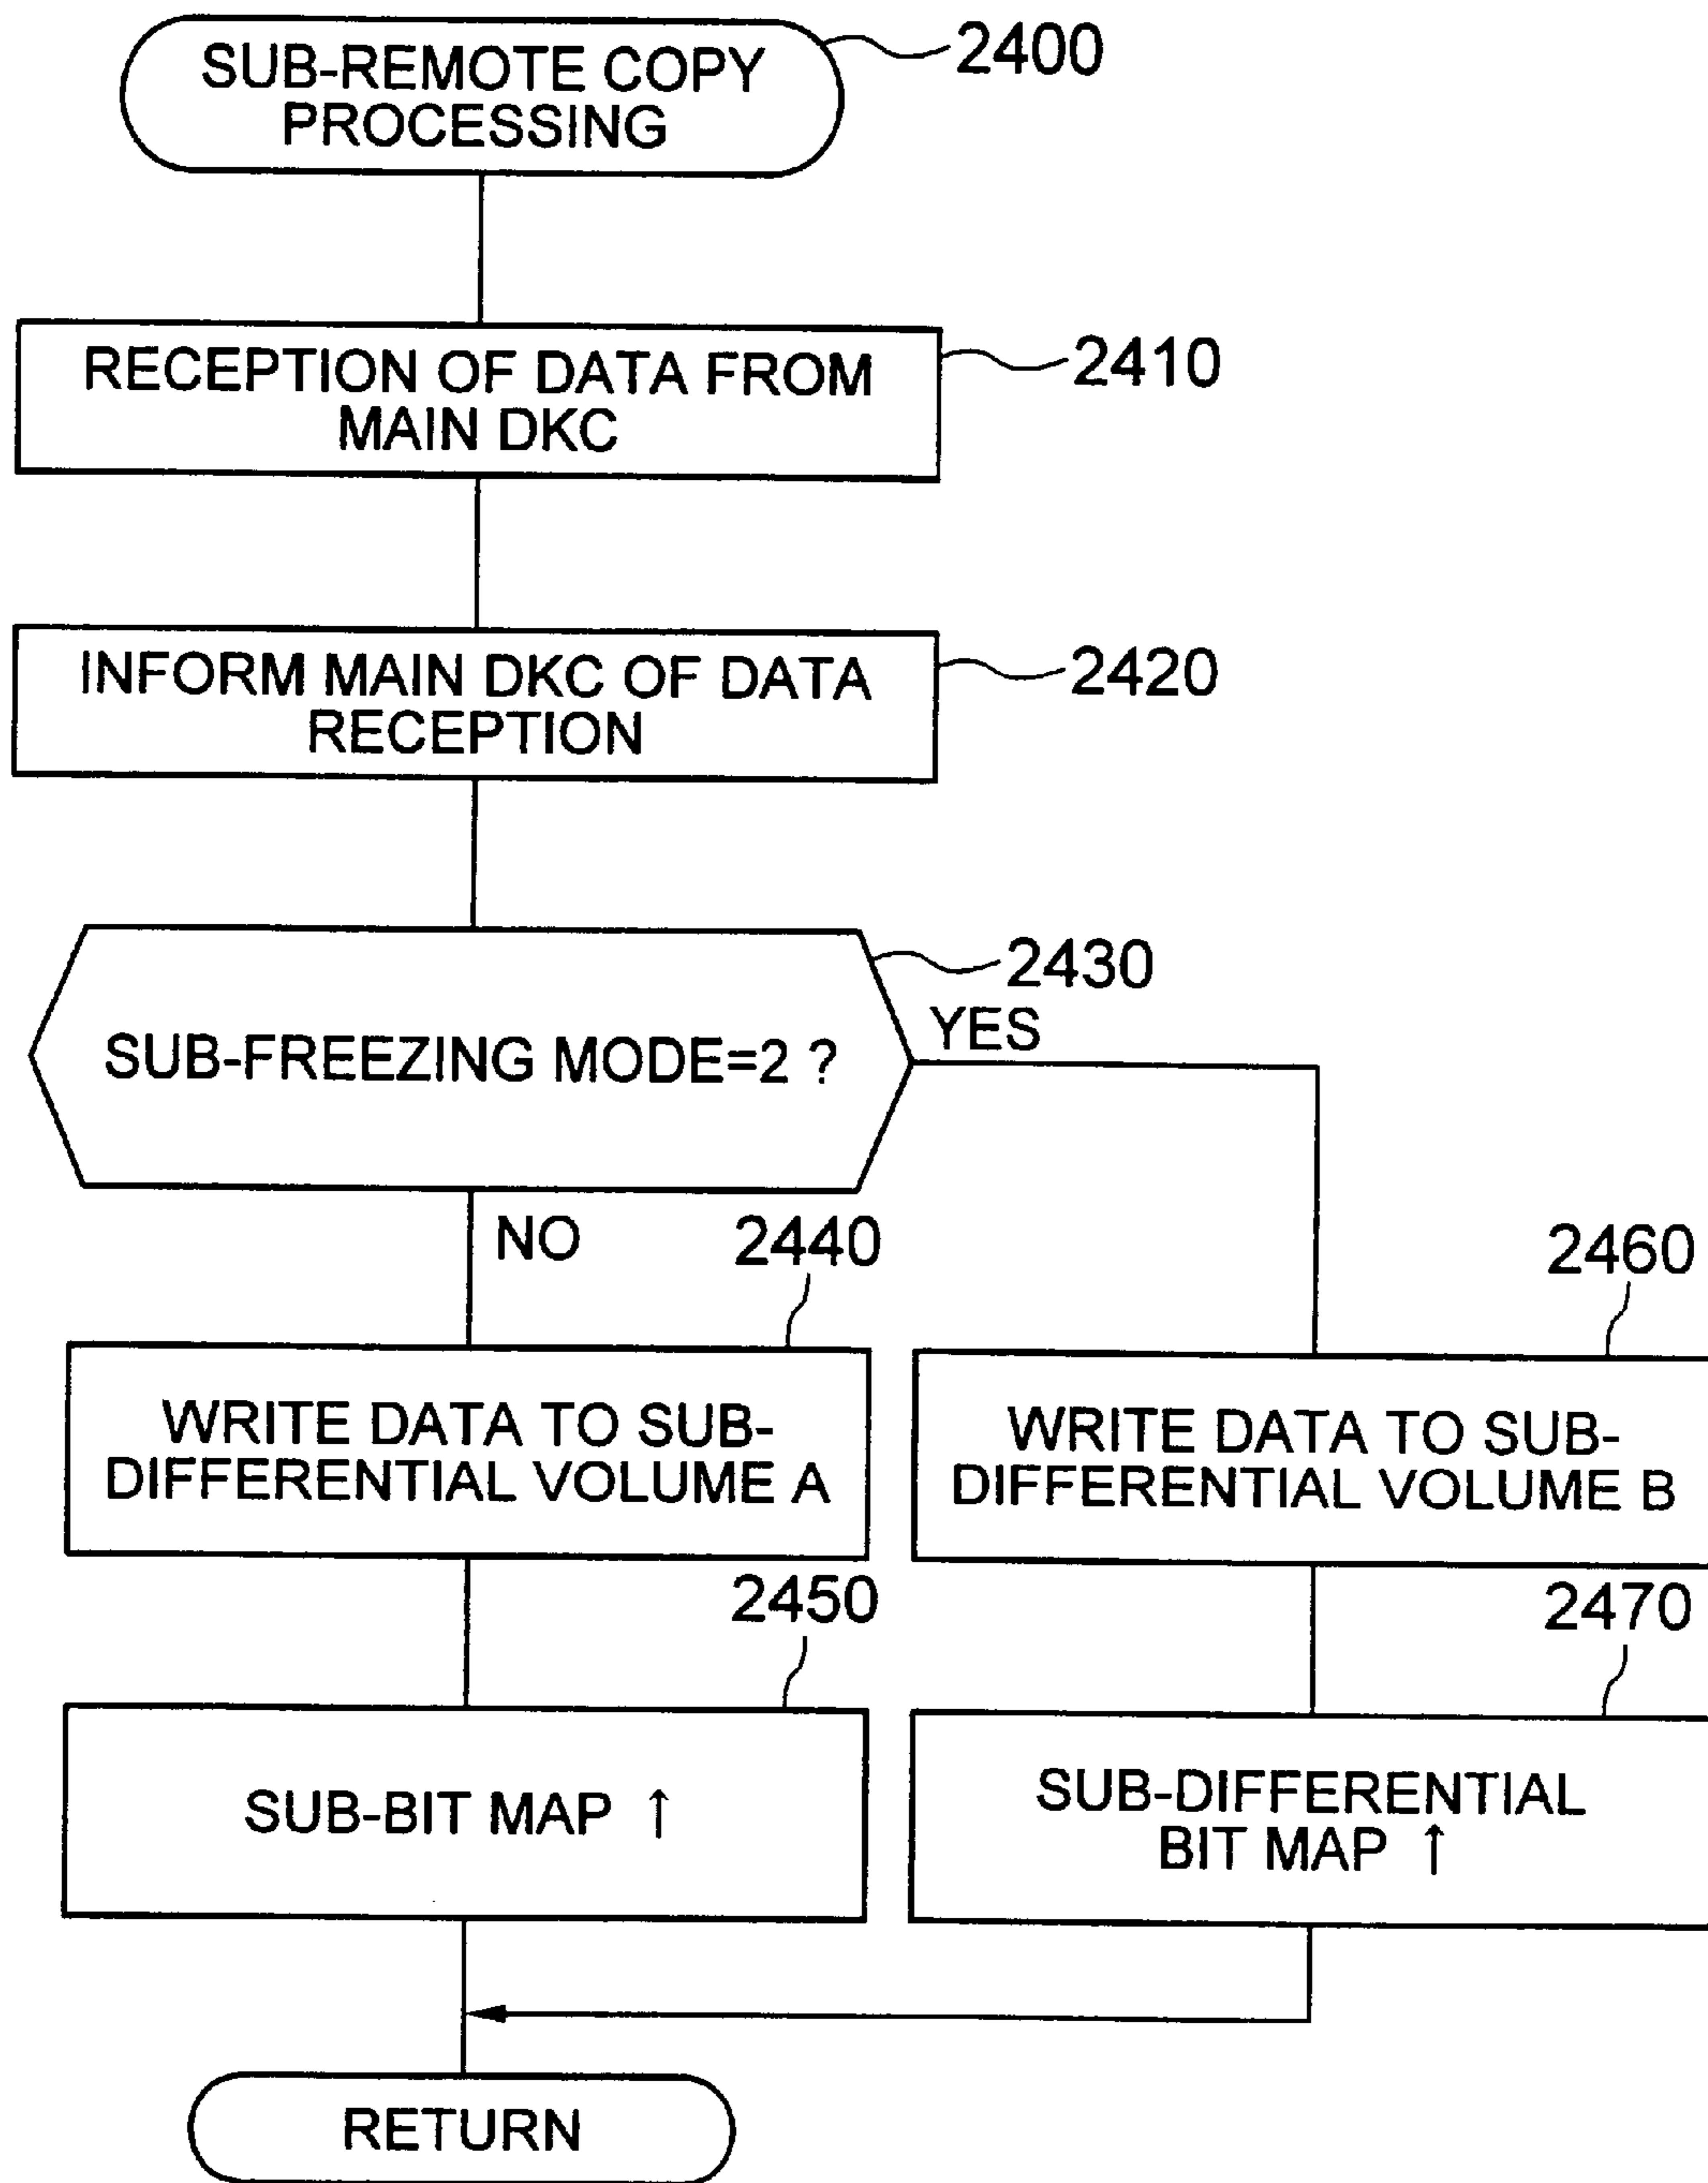 SUB-REMOTE COPY
PROCESSING
2400
RECEPTION OF DATA FROM
MAIN DKC
2410
INFORM MAIN DKC OF DATA
RECEPTION
2420
2430
SUB-FREEZING MODE=2 ?
YES
NO
2440
2460
WRITE DATA TO SUB-
DIFFERENTIAL VOLUME A
WRITE DATA TO SUB-
DIFFERENTIAL VOLUME B
2450
2470
SUB-BIT MAP ↑
SUB-DIFFERENTIAL
BIT MAP ↑
RETURN